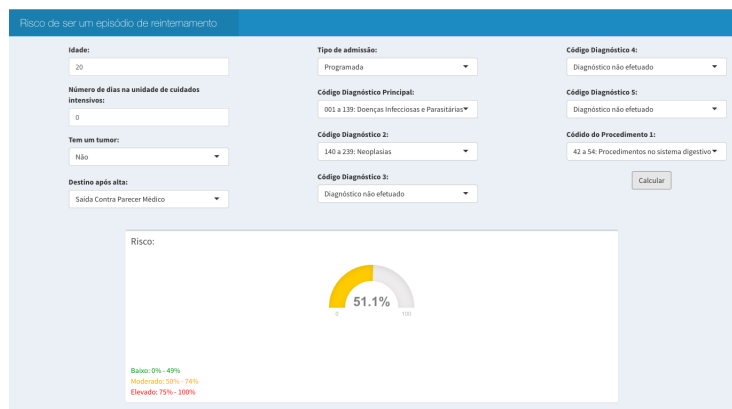 Risco de ser um episódio de reinternamento
Idade:
20
Número de dias na unidade de cuidados
intensivos:
0
Tem um tumor:
Não
Destino após alta:
Saída Contra Parecer Médico
Tipo de admissão:
Programada
Código Diagnóstico Principal:
001 a 139: Doenças Infecciosas e Parasitárias
Código Diagnóstico 2:
140 a 239: Neoplasias
Código Diagnóstico 3:
Diagnóstico não efetuado
Código Diagnóstico 4:
Diagnóstico não efetuado
Código Diagnóstico 5:
Diagnóstico não efetuado
Códido do Procedimento 1:
42 a 54: Procedimentos no sistema digestivo
Calcular
Risco:
51.1%
0 100
Baixo: 0% - 49%
Moderado: 50% - 74%
Elevado: 75% - 100%